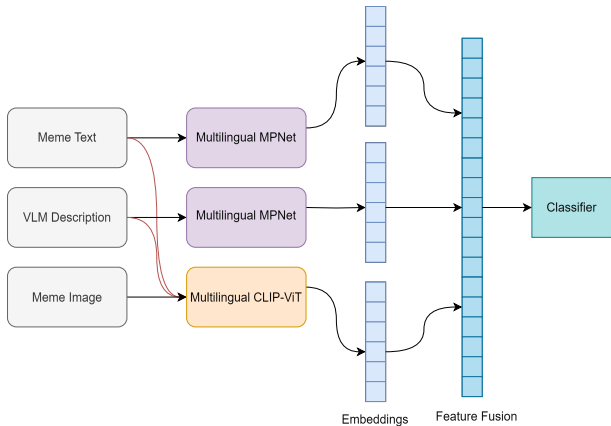 Meme Text
Multilingual MPNet
VLM Description
Multilingual MPNet
Classifier
Meme Image
Multilingual CLIP-ViT
Embeddings
Feature Fusion